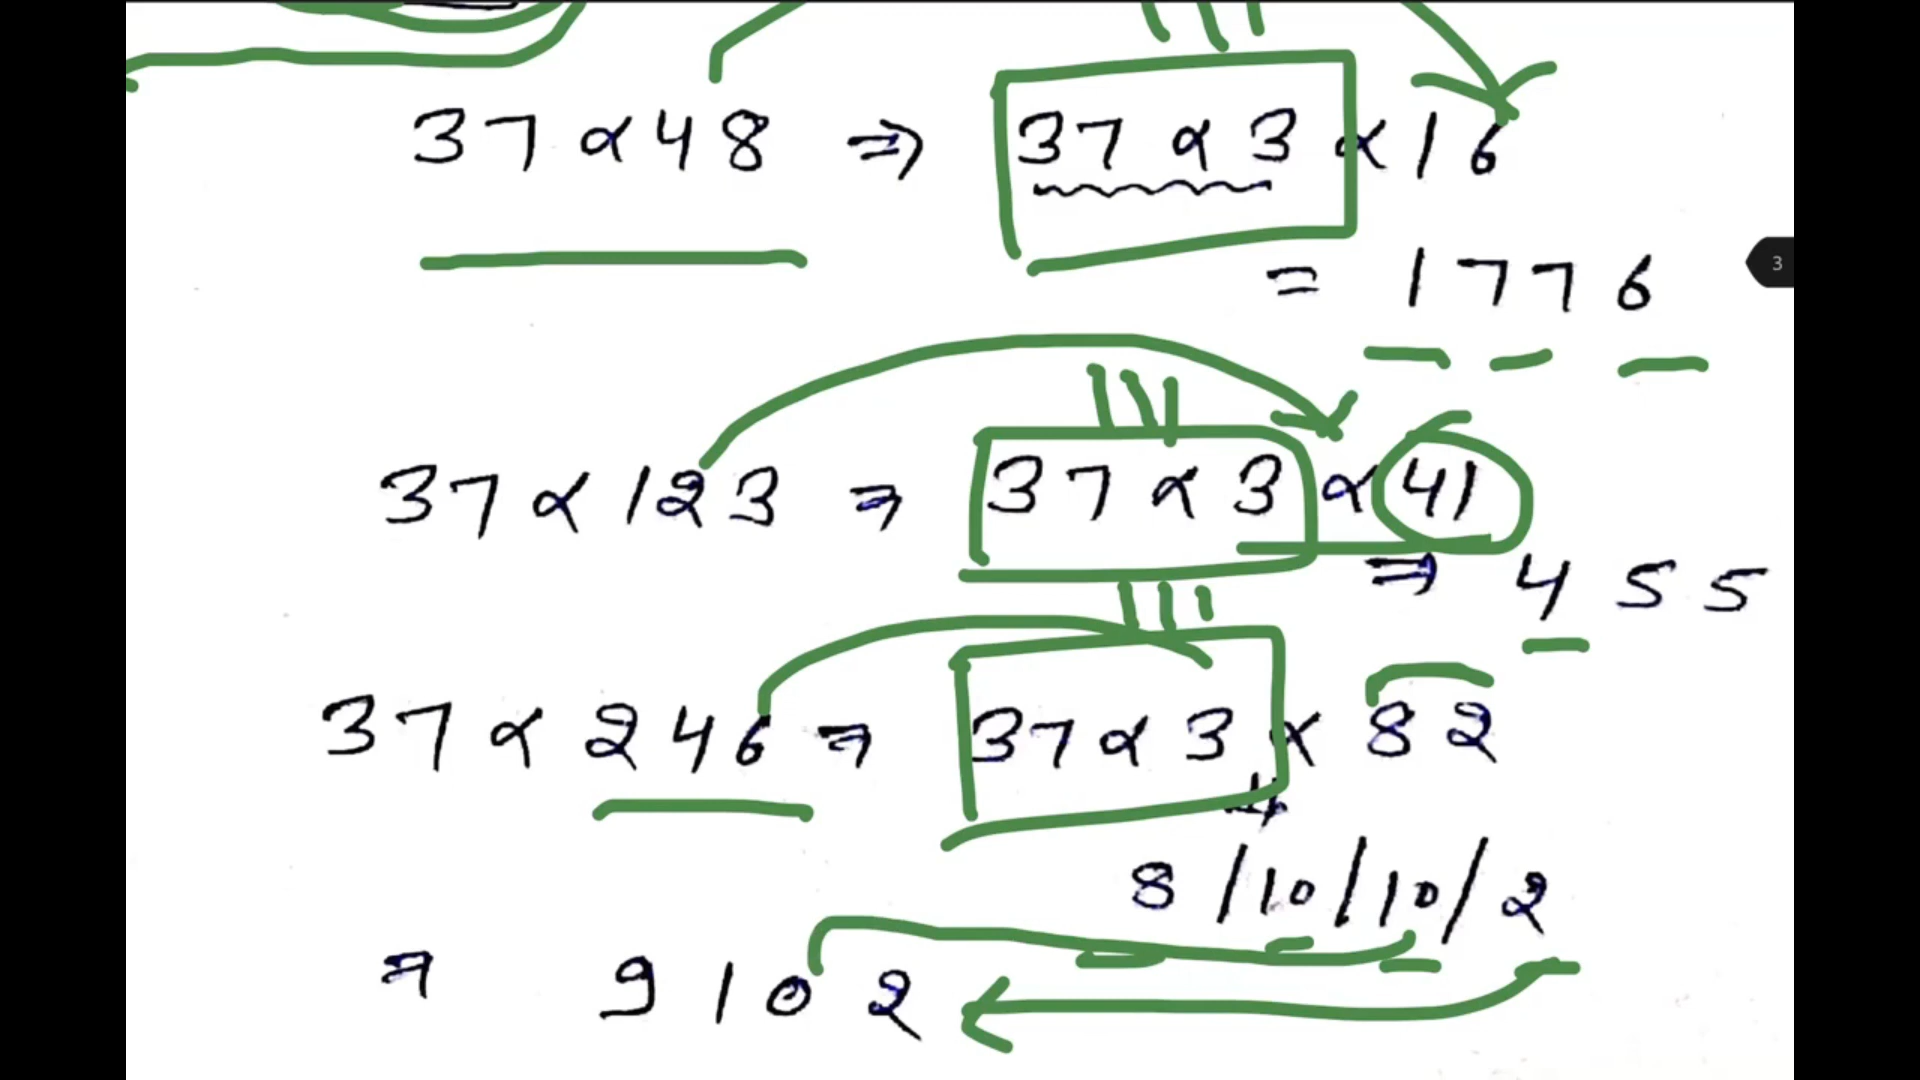 37 × 48 ⇒ 37 × 3 × 16
= 1776
3
37 × 123 ⇒ 37 × 3 × 41
⇒ 455
37 × 246 ⇒ 37 × 3 × 82
8/10/10/2
⇒ 9102